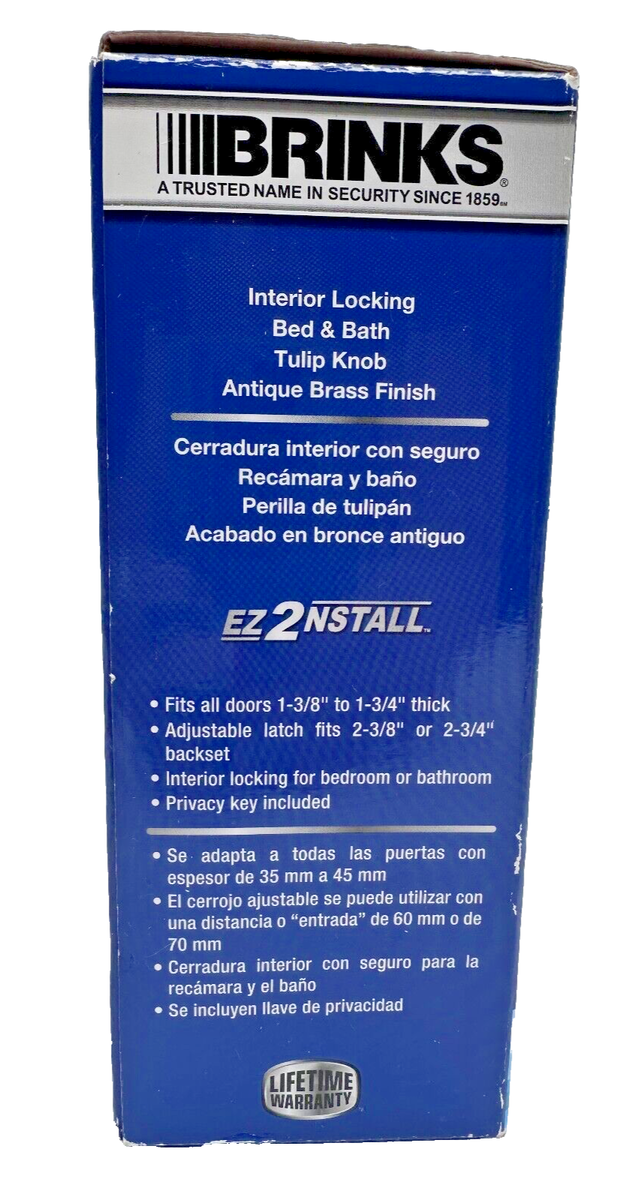 BRINKS®
A TRUSTED NAME IN SECURITY SINCE 1859℠
Interior Locking
Bed & Bath
Tulip Knob
Antique Brass Finish
Cerradura interior con seguro
Recámara y baño
Perilla de tulipán
Acabado en bronce antiguo
EZ2NSTALL™
• Fits all doors 1-3/8" to 1-3/4" thick
• Adjustable latch fits 2-3/8" or 2-3/4"
backset
• Interior locking for bedroom or bathroom
• Privacy key included
• Se adapta a todas las puertas con
espesor de 35 mm a 45 mm
• El cerrojo ajustable se puede utilizar con
una distancia o “entrada” de 60 mm o de
70 mm
• Cerradura interior con seguro para la
recámara y el baño
• Se incluyen llave de privacidad
LIFETIME
WARRANTY